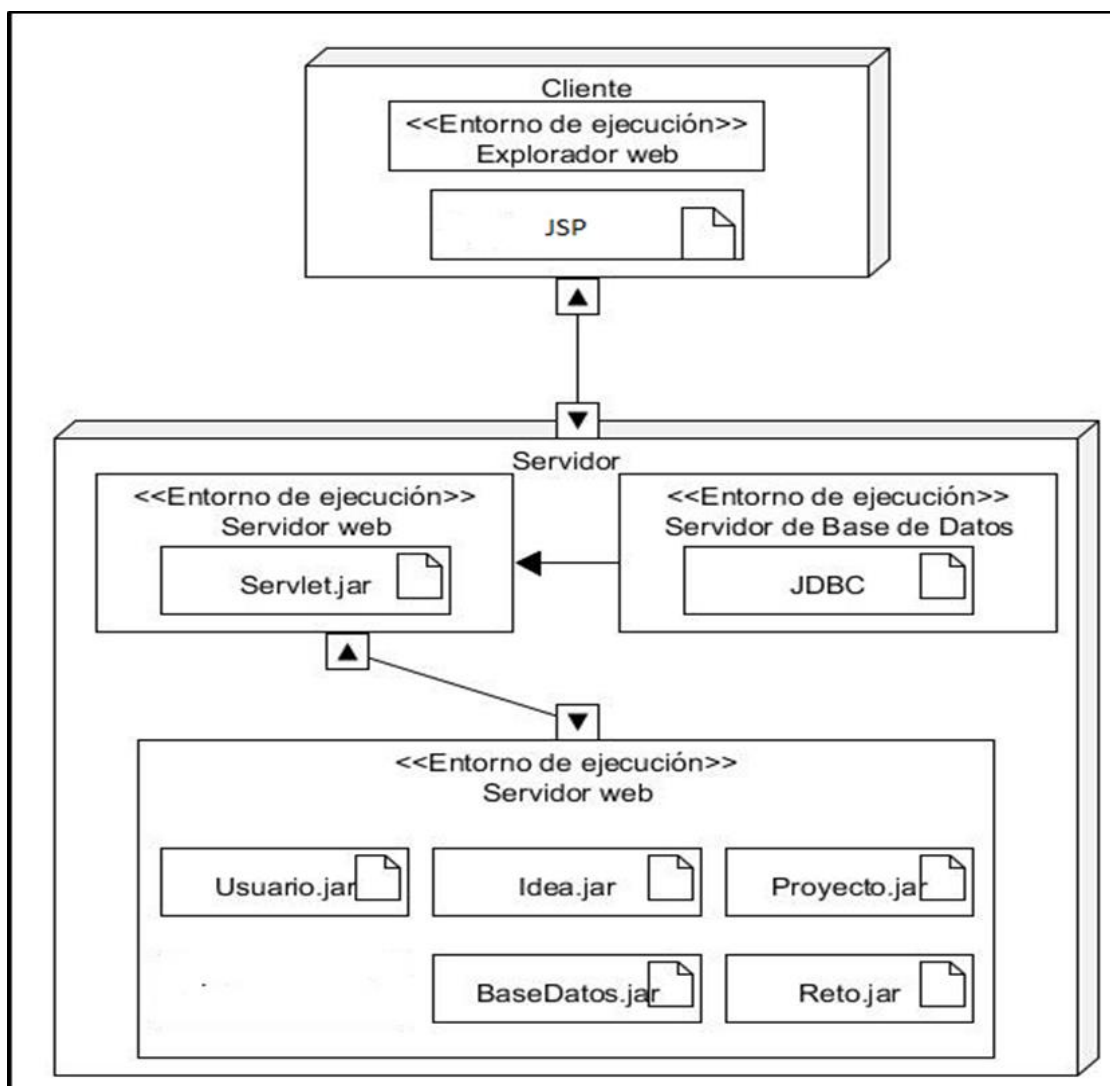 Cliente
<<Entorno de ejecución>>
Explorador web
JSP
Servidor
<<Entorno de ejecución>>
Servidor web
Servlet.jar
<<Entorno de ejecución>>
Servidor de Base de Datos
JDBC
<<Entorno de ejecución>>
Servidor web
Usuario.jar
Idea.jar
Proyecto.jar
BaseDatos.jar
Reto.jar